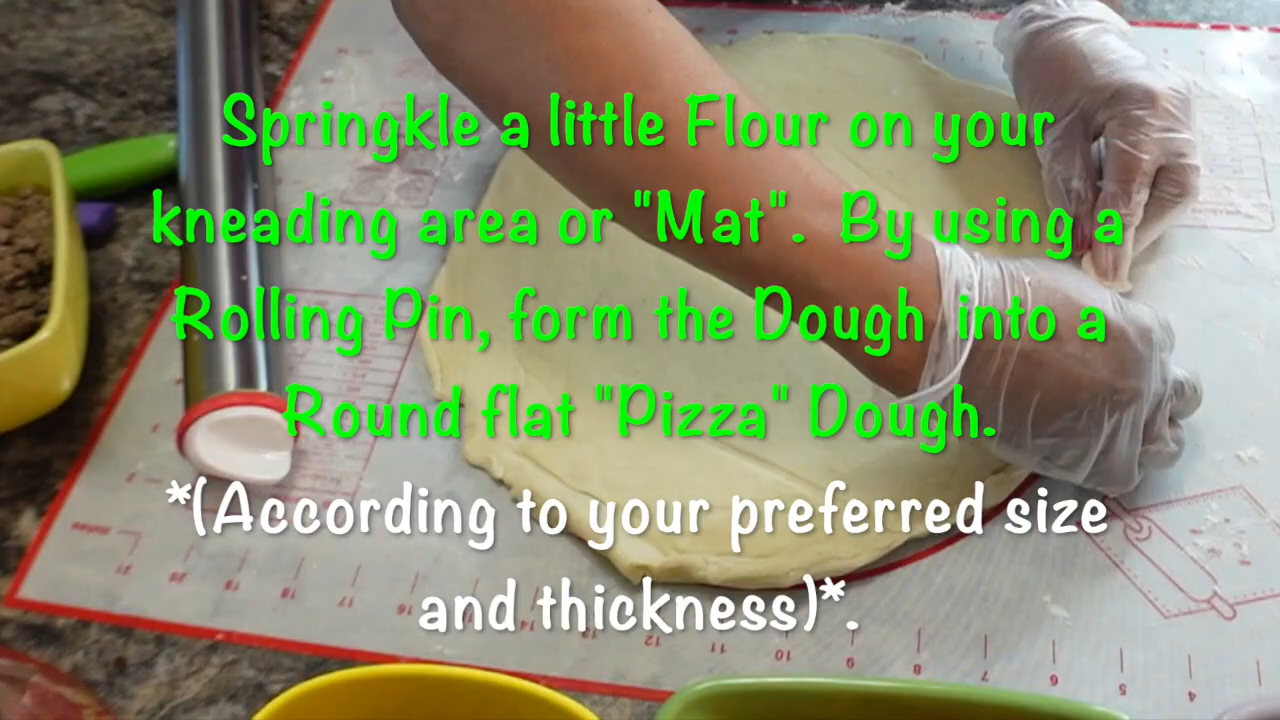 Springkle a little Flour on your
kneading area or "Mat". By using a
Rolling Pin, form the Dough into a
Round flat "Pizza" Dough.
*(According to your preferred size
and thickness)*.